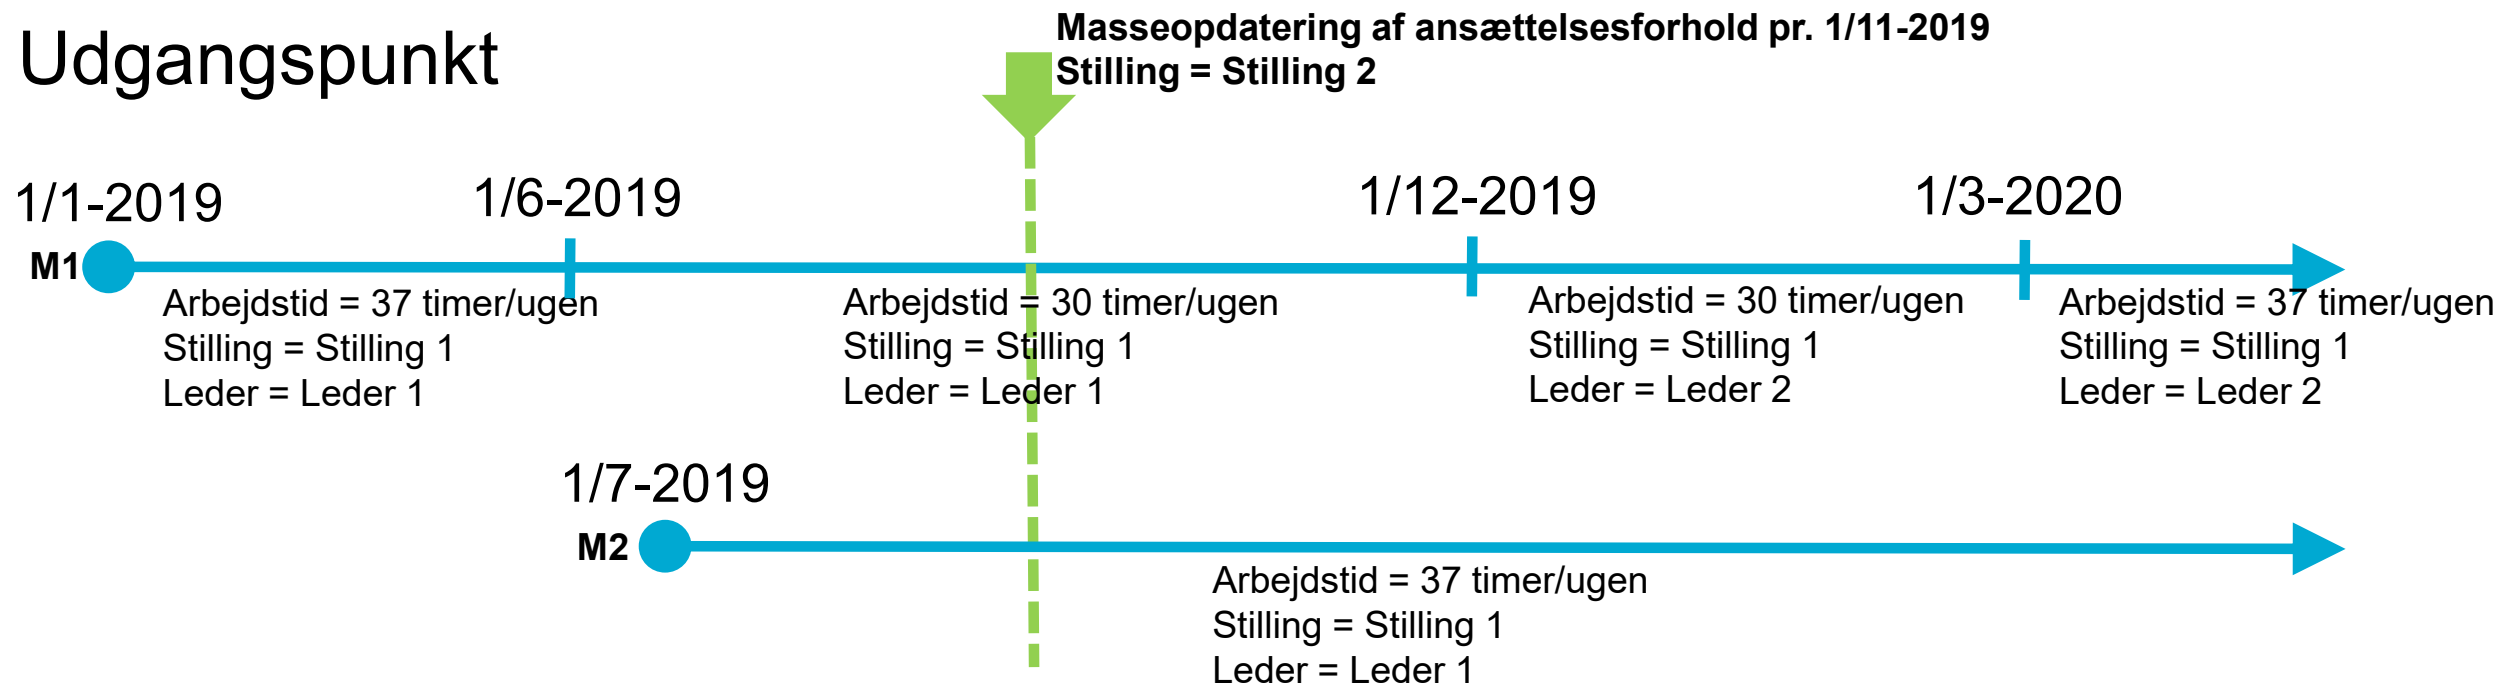 Udgangspunkt
Masseopdatering af ansættelsesforhold pr. 1/11-2019
Stilling = Stilling 2
1/1-2019
1/6-2019
1/12-2019
1/3-2020
M1
Arbejdstid = 37 timer/ugen
Stilling = Stilling 1
Leder = Leder 1
Arbejdstid = 30 timer/ugen
Stilling = Stilling 1
Leder = Leder 1
Arbejdstid = 30 timer/ugen
Stilling = Stilling 1
Leder = Leder 2
Arbejdstid = 37 timer/ugen
Stilling = Stilling 1
Leder = Leder 2
1/7-2019
M2
Arbejdstid = 37 timer/ugen
Stilling = Stilling 1
Leder = Leder 1